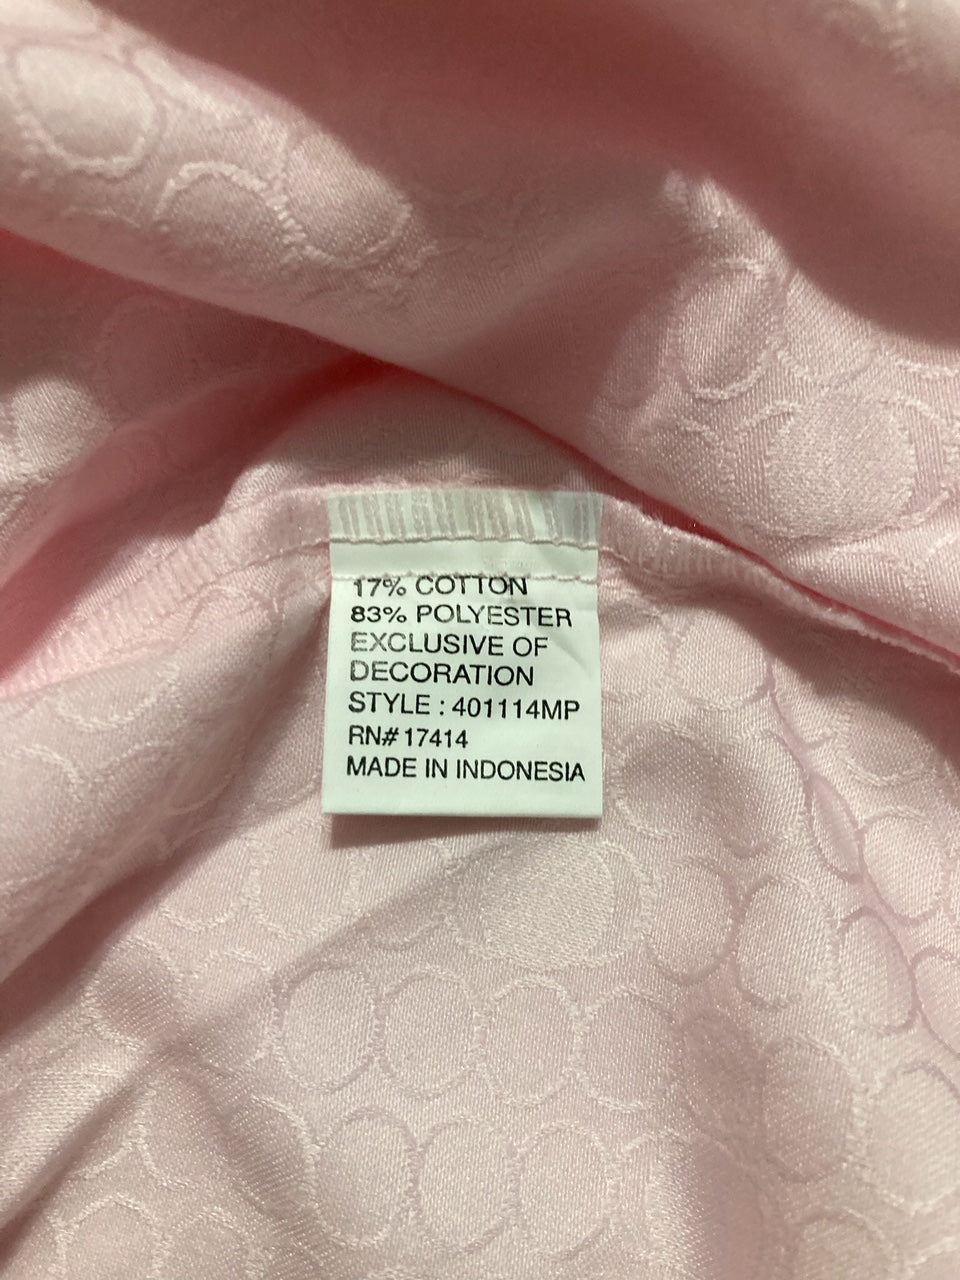 17% COTTON
83% POLYESTER
EXCLUSIVE OF
DECORATION
STYLE : 401114MP
RN# 17414
MADE IN INDONESIA